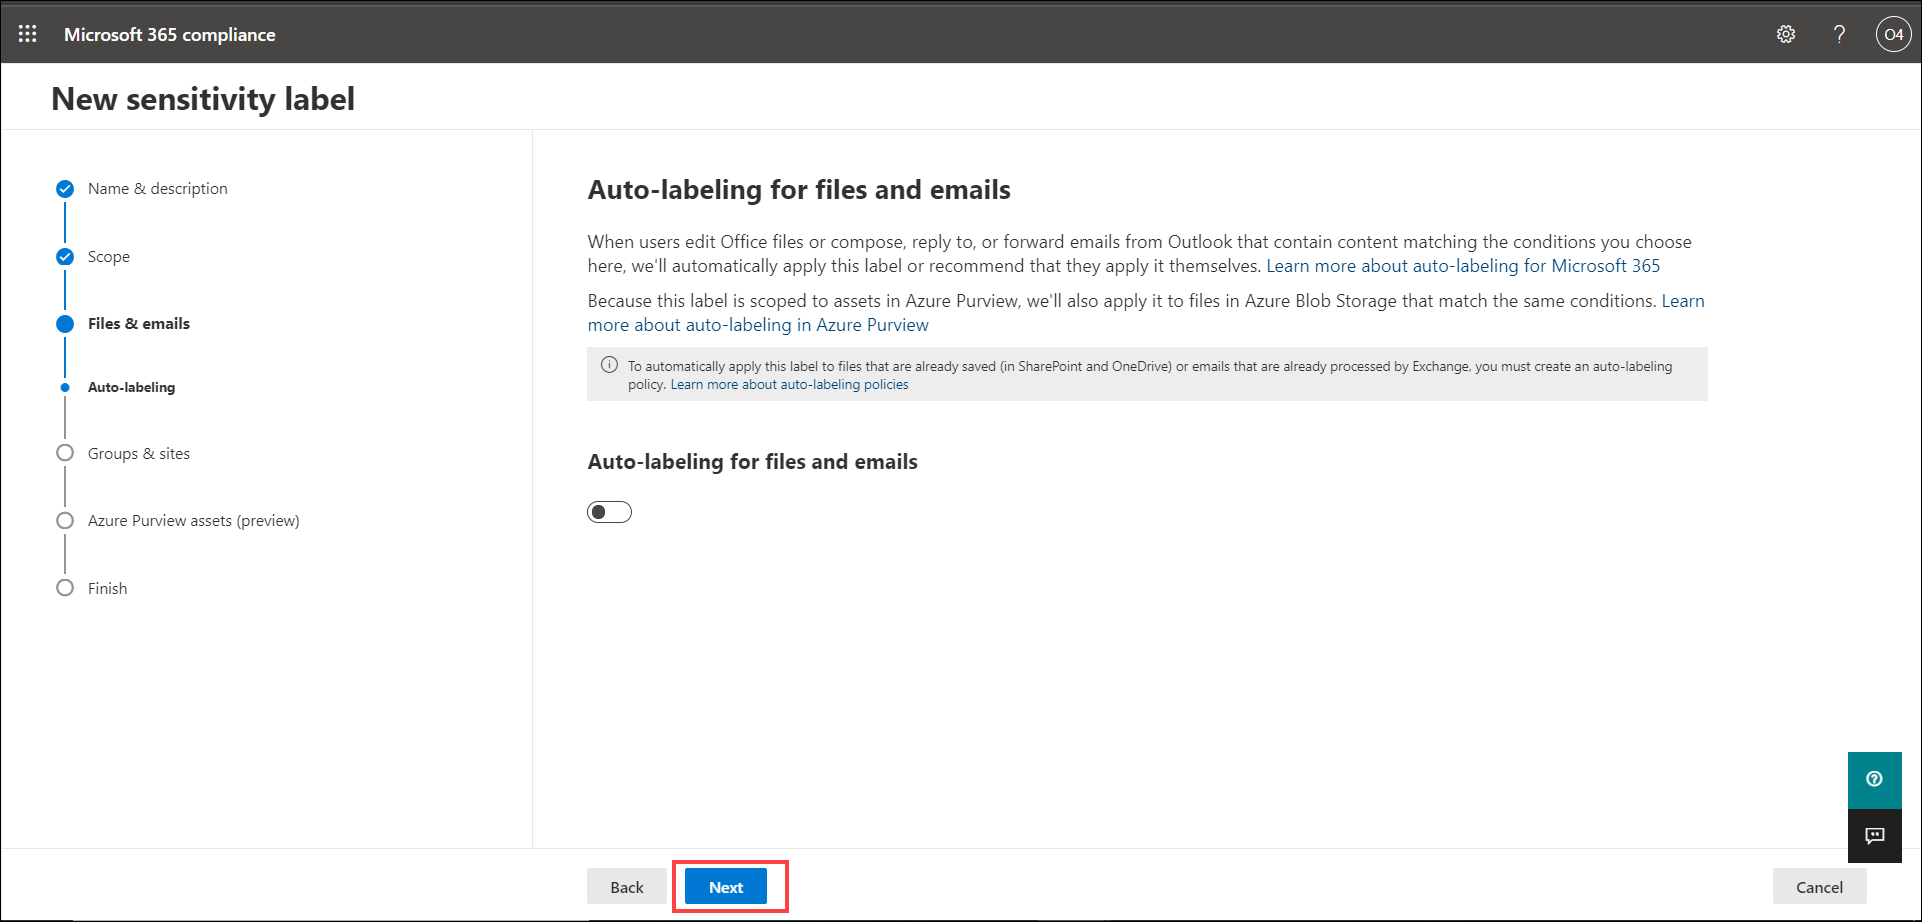 Microsoft 365 compliance
?
O4
New sensitivity label
Name & description
Scope
Files & emails
Auto-labeling
Groups & sites
Azure Purview assets (preview)
Finish
Auto-labeling for files and emails
When users edit Office files or compose, reply to, or forward emails from Outlook that contain content matching the conditions you choose
here, we'll automatically apply this label or recommend that they apply it themselves. Learn more about auto-labeling for Microsoft 365
Because this label is scoped to assets in Azure Purview, we'll also apply it to files in Azure Blob Storage that match the same conditions. Learn
more about auto-labeling in Azure Purview
To automatically apply this label to files that are already saved (in SharePoint and OneDrive) or emails that are already processed by Exchange, you must create an auto-labeling
policy. Learn more about auto-labeling policies
Auto-labeling for files and emails
Back
Next
Cancel